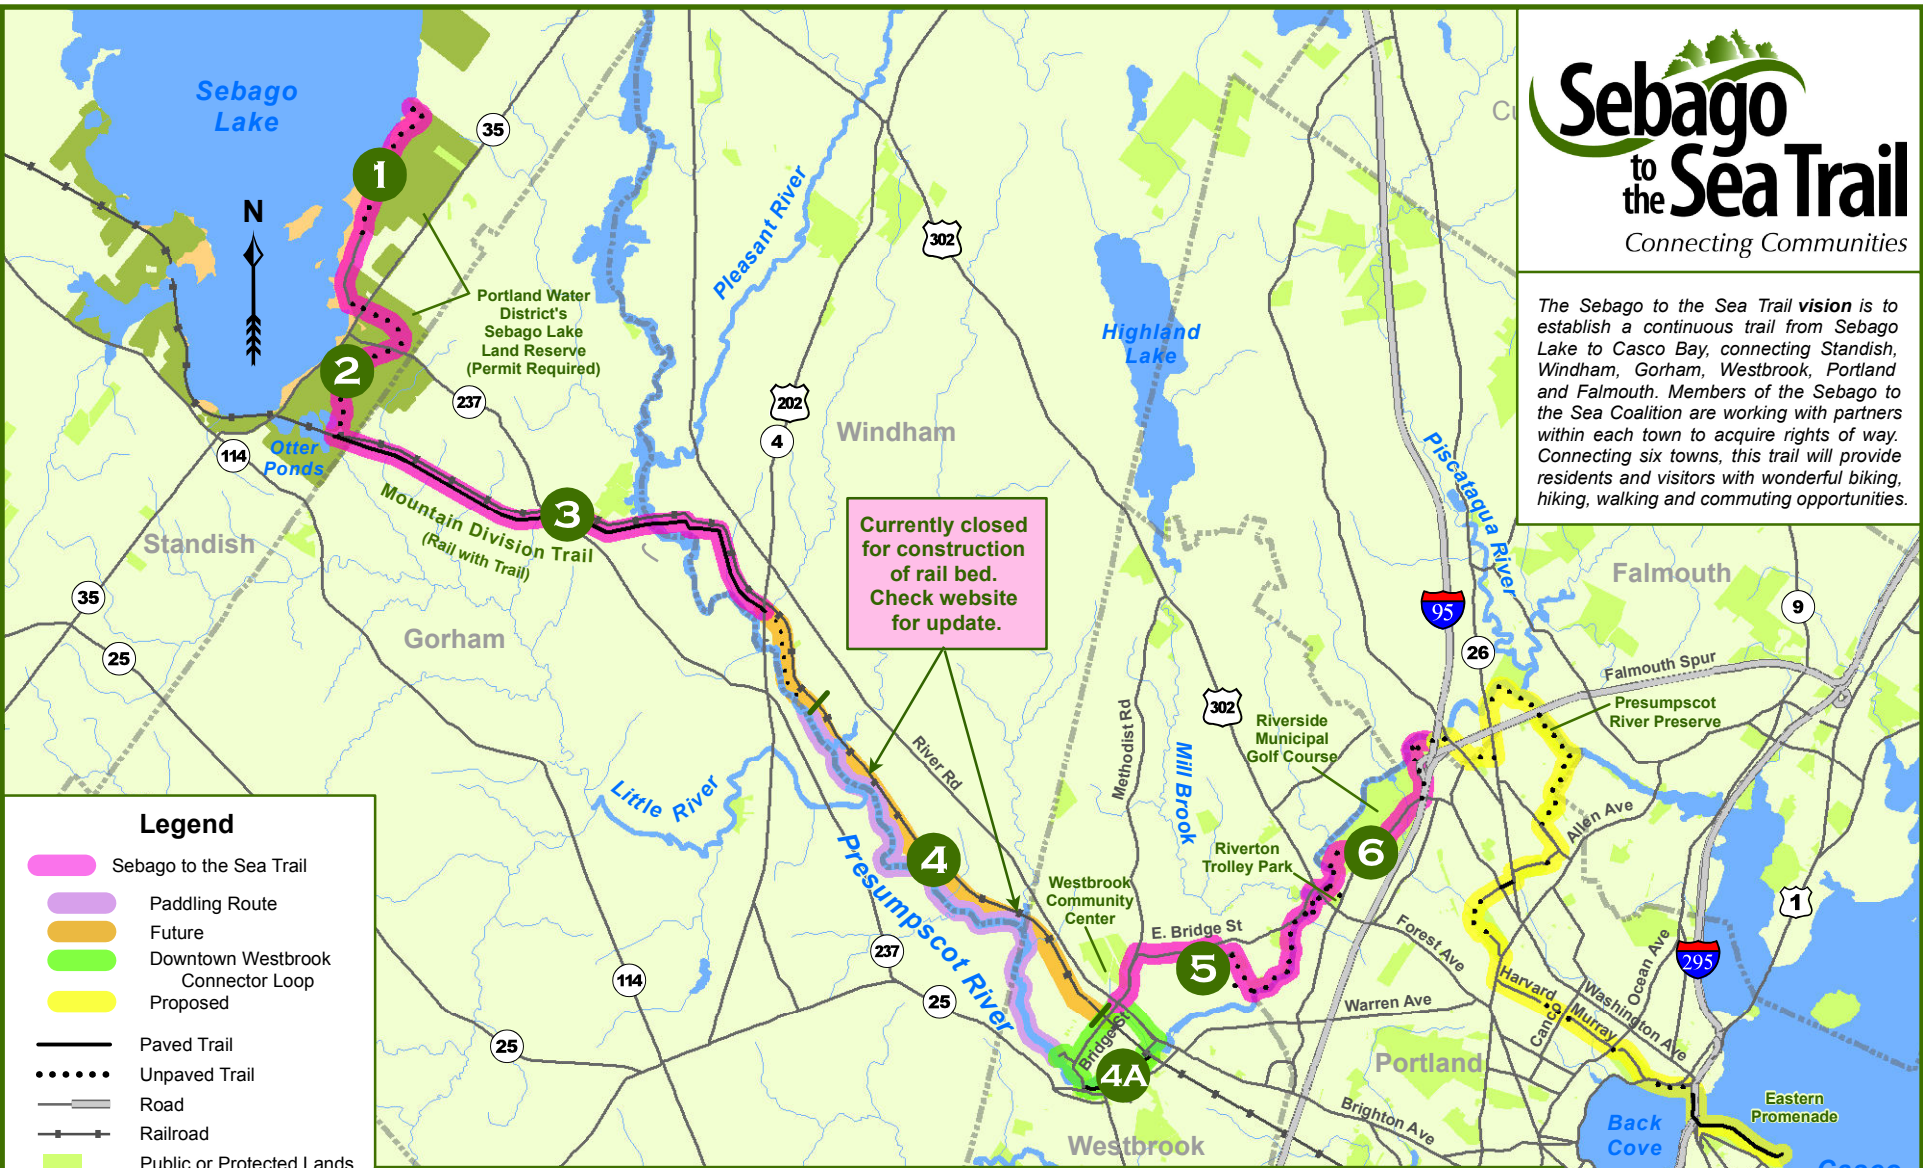 Sebago
to
the Sea Trail
Connecting Communities
The Sebago to the Sea Trail vision is to
establish a continuous trail from Sebago
Lake to Casco Bay, connecting Standish,
Windham, Gorham, Westbrook, Portland
and Falmouth. Members of the Sebago to
the Sea Coalition are working with partners
within each town to acquire rights of way.
Connecting six towns, this trail will provide
residents and visitors with wonderful biking,
hiking, walking and commuting opportunities.
Sebago
Lake
35
1
N
Pleasant River
302
Portland Water
District's
Sebago Lake
Land Reserve
(Permit Required)
Highland
Lake
2
237
202
4
Windham
114
Otter
Ponds
Piscataqua River
Mountain Division Trail
(Rail with Trail)
3
Standish
Currently closed
for construction
of rail bed.
Check website
for update.
Falmouth
35
95
9
Gorham
25
26
Falmouth Spur
302
Presumpscot
River Preserve
Riverside
Municipal
Golf Course
River Rd
Methodist Rd
Mill Brook
Little River
Allen Ave
4
Presumpscot River
Riverton
Trolley Park
6
Westbrook
Community
Center
1
E. Bridge St
Forest Ave
Ocean Ave
237
5
295
114
25
Harvard
Murray
Washington Ave
Canco
Warren Ave
Bridge St
25
4A
Portland
Brighton Ave
Eastern
Promenade
Back
Cove
Westbrook
Casco
Legend
Sebago to the Sea Trail
Paddling Route
Future
Downtown Westbrook
Connector Loop
Proposed
Paved Trail
Unpaved Trail
Road
Railroad
Public or Protected Lands